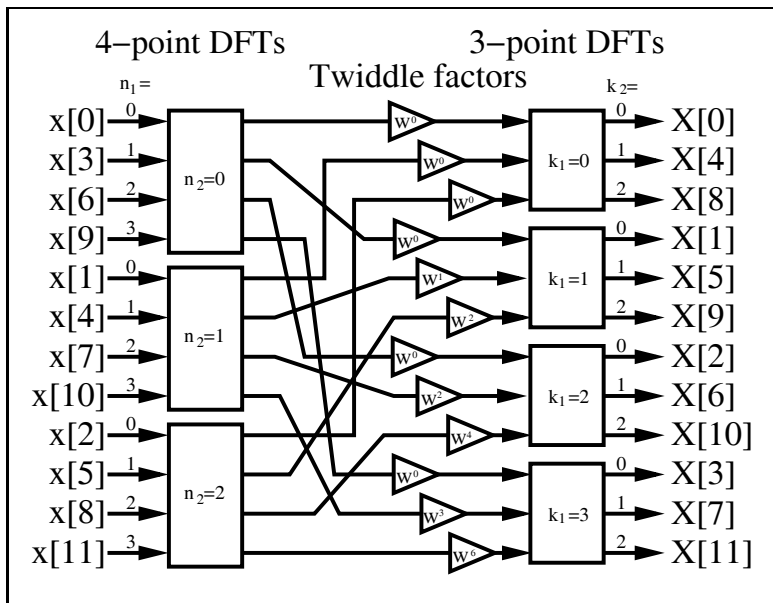 4−point DFTs 3−point DFTs
Twiddle factors
n₁= k₂=
x[0] 0 W⁰ 0 X[0]
x[3] 1 n₂=0 W⁰ k₁=0 1 X[4]
x[6] 2 W⁰ 2 X[8]
x[9] 3 W⁰ 0 X[1]
x[1] 0 W¹ k₁=1 1 X[5]
x[4] 1 n₂=1 W² 2 X[9]
x[7] 2 W⁰ 0 X[2]
x[10] 3 W² k₁=2 1 X[6]
x[2] 0 W⁴ 2 X[10]
x[5] 1 n₂=2 W⁰ 0 X[3]
x[8] 2 W³ k₁=3 1 X[7]
x[11] 3 W⁶ 2 X[11]